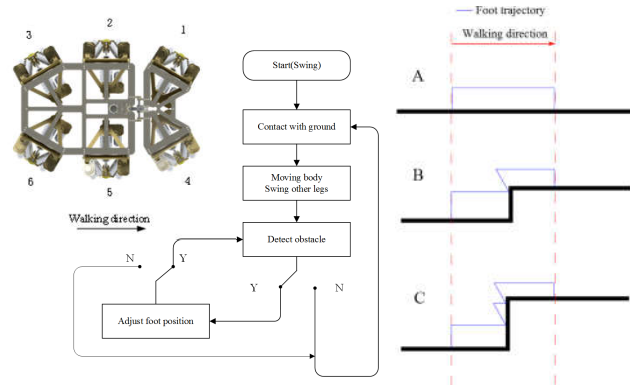 3
2
1
6
5
4
Walking direction
Start(Swing)
Contact with ground
Moving body
Swing other legs
Detect obstacle
N
Y
Y
N
Adjust foot position
Foot trajectory
Walking direction
A
B
C